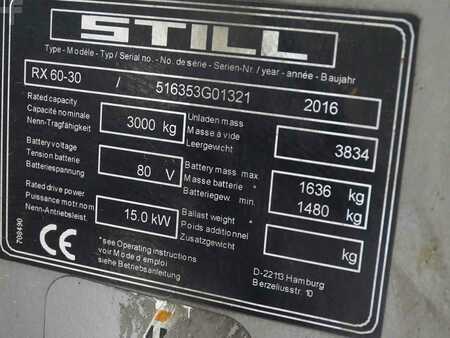 STILL
Type - Modèle - Typ / Serial no. - No. de série - Serien-Nr. / year - année - Baujahr
RX 60-30 / 516353G01321 2016
Rated capacity
Capacité nominale
Nenn-Tragfähigkeit
3000 kg
Unladen mass
Masse à vide
Leergewicht
3834
Battery voltage
Tension batterie
Batteriespannung
80 V
Battery mass max.
Masse batterie *
Batteriegew. min.
1636 kg
1480 kg
Rated drive power
Puissance motr. nom
Nenn-Antriebsleist.
15.0 kW
Ballast weight *
Poids additionnel
Zusatzgewicht
kg
708490
CE
*see Operating instructions
voir Mode d'emploi
siehe Betriebsanleitung
D-22113 Hamburg
Berzeliusstr. 10